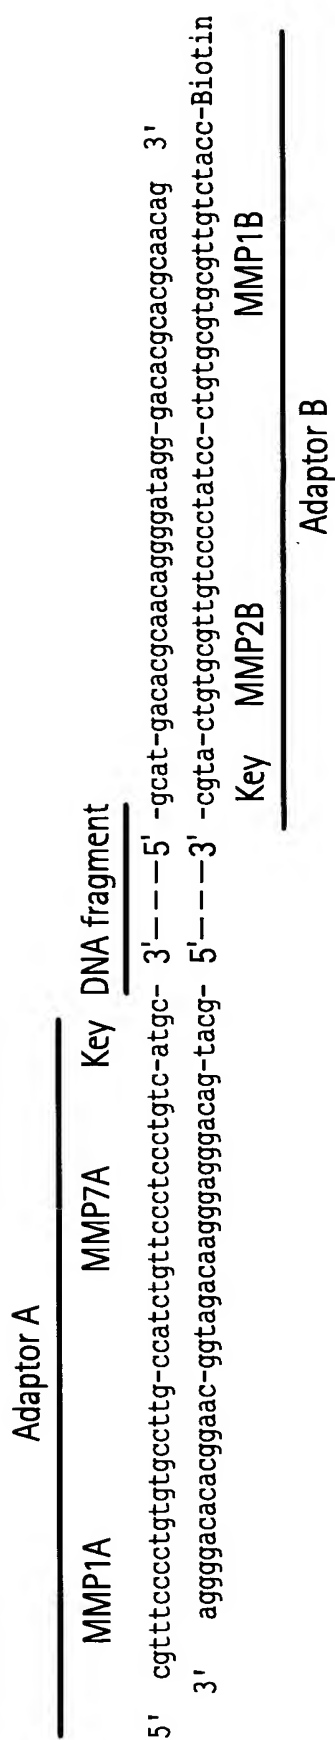 Adaptor A
MMP1A MMP7A Key DNA fragment
5' cgtttcccctgtgtgccttg-ccatctgttccctccctgtc-atgc- 3'----5' -gcat-gacacgcaacaggggatagg-gacacgcacgcaacag 3'
3' aggggacacacggaac-ggtagacaagggagggacag-tacg- 5'----3' -cgta-ctgtgcgttgtcccctatcc-ctgtgcgtgcgttgtctacc-Biotin
Key MMP2B MMP1B
Adaptor B